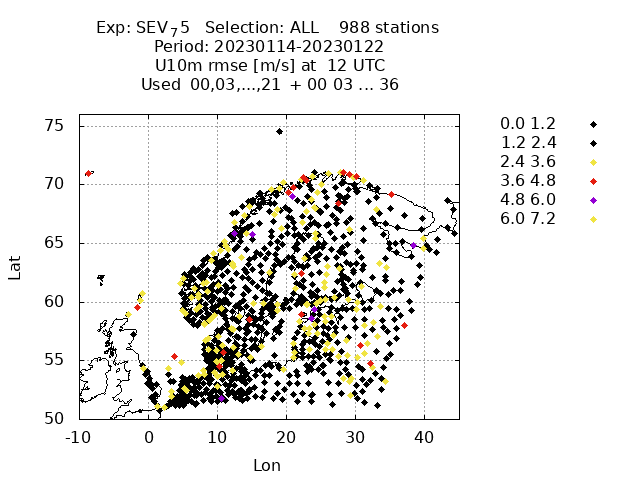 Exp: SEV₇5 Selection: ALL 988 stations
Period: 20230114-20230122
U10m rmse [m/s] at 12 UTC
Used 00,03,...,21 + 00 03 ... 36
75
70
65
60
55
50
-10 0 10 20 30 40
Lat
Lon
0.0 1.2
1.2 2.4
2.4 3.6
3.6 4.8
4.8 6.0
6.0 7.2